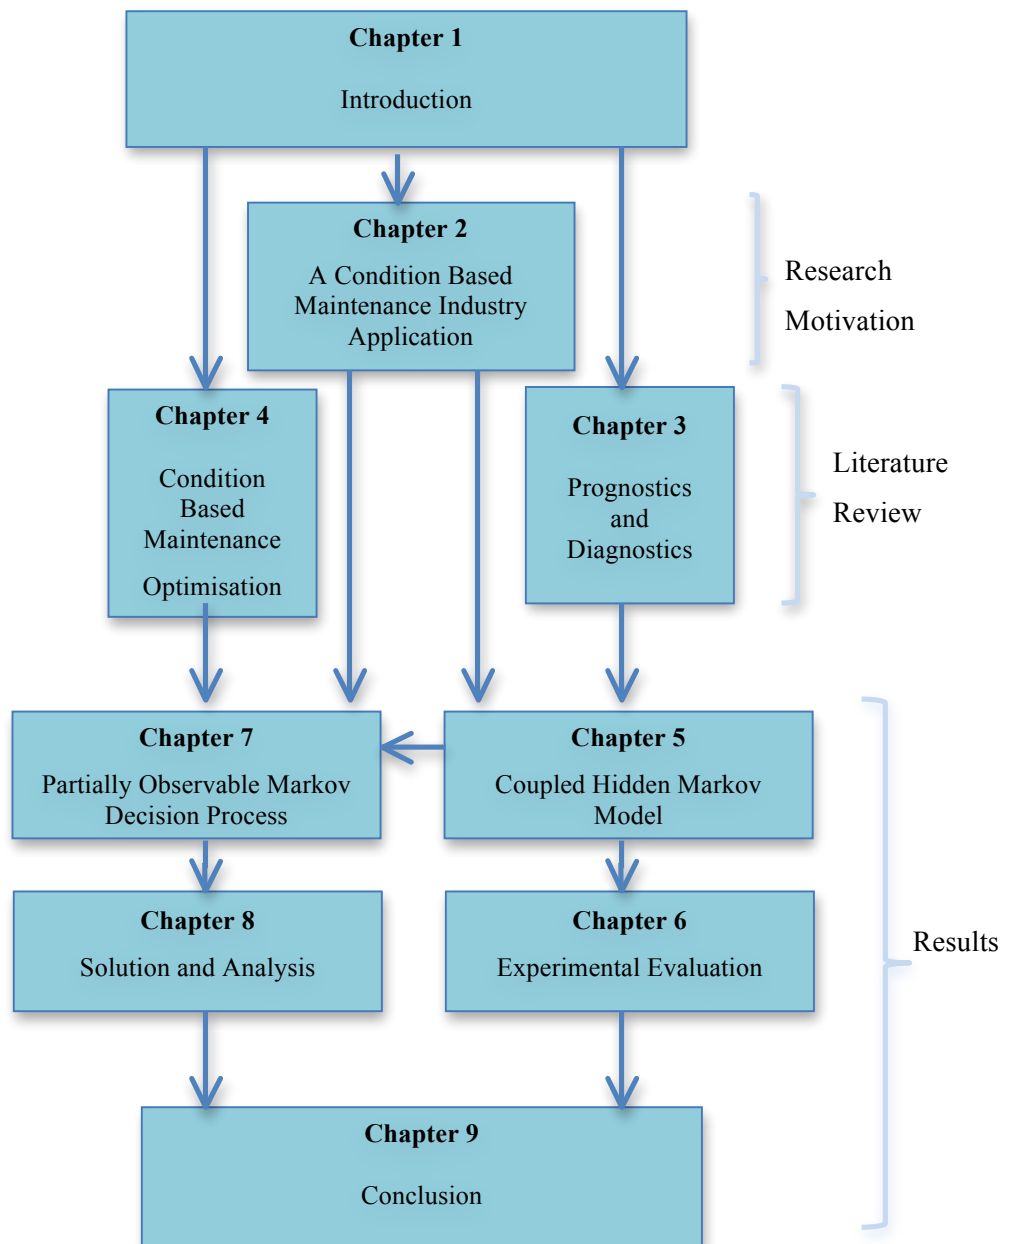 Chapter 1
Introduction
Chapter 2
A Condition Based
Maintenance Industry
Application
Research
Motivation
Chapter 4
Condition
Based
Maintenance
Optimisation
Chapter 3
Prognostics
and
Diagnostics
Literature
Review
Chapter 7
Partially Observable Markov
Decision Process
Chapter 5
Coupled Hidden Markov
Model
Chapter 8
Solution and Analysis
Chapter 6
Experimental Evaluation
Results
Chapter 9
Conclusion